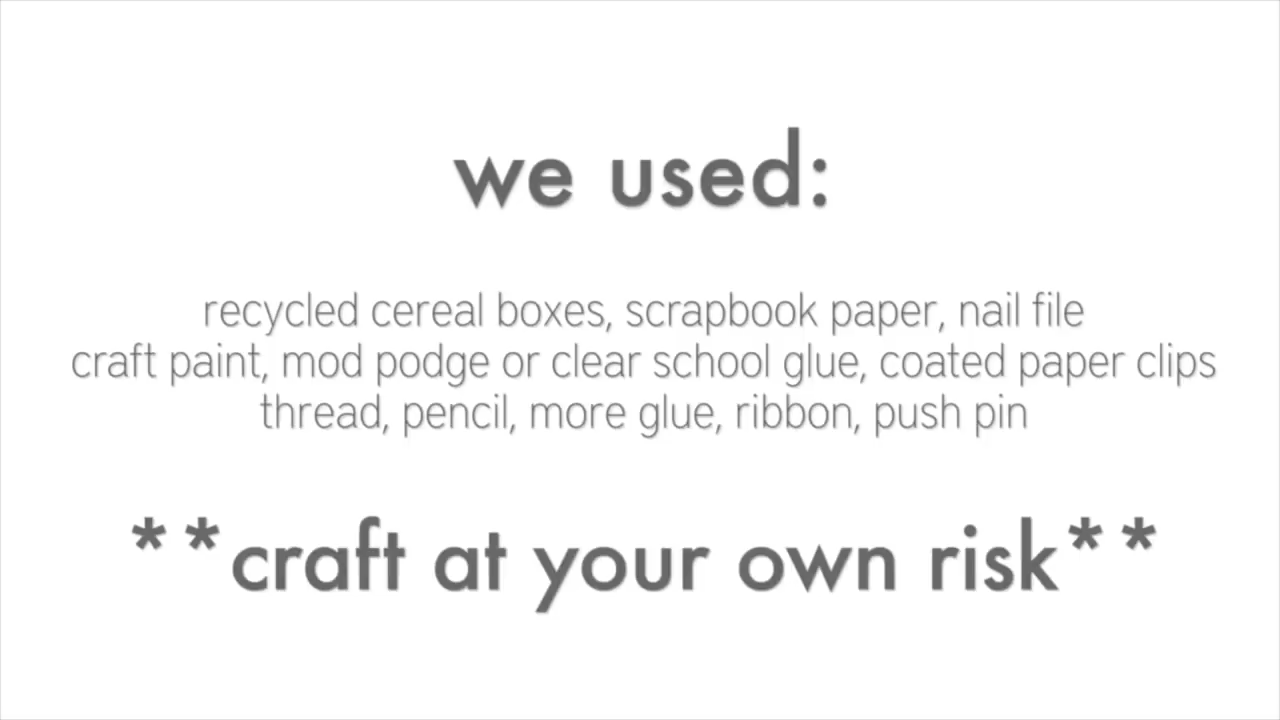 we used:
recycled cereal boxes, scrapbook paper, nail file
craft paint, mod podge or clear school glue, coated paper clips
thread, pencil, more glue, ribbon, push pin
**craft at your own risk**